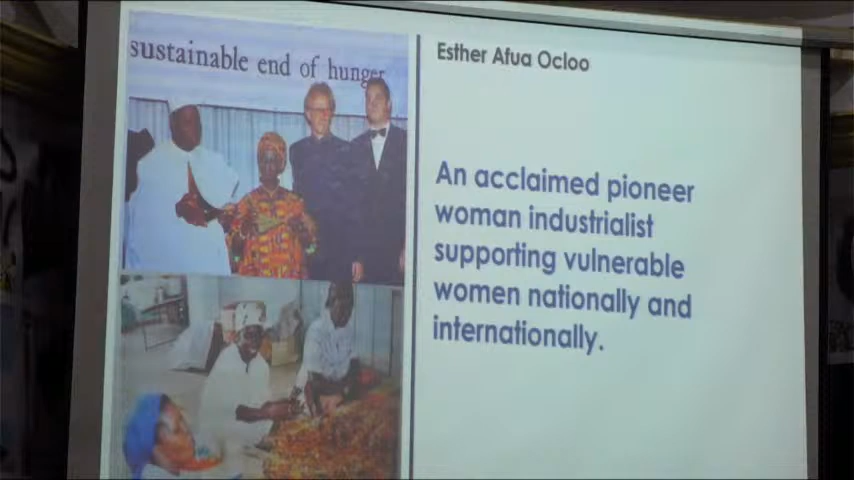 sustainable end of hunger
Esther Afua Ocloo
An acclaimed pioneer
woman industrialist
supporting vulnerable
women nationally and
internationally.